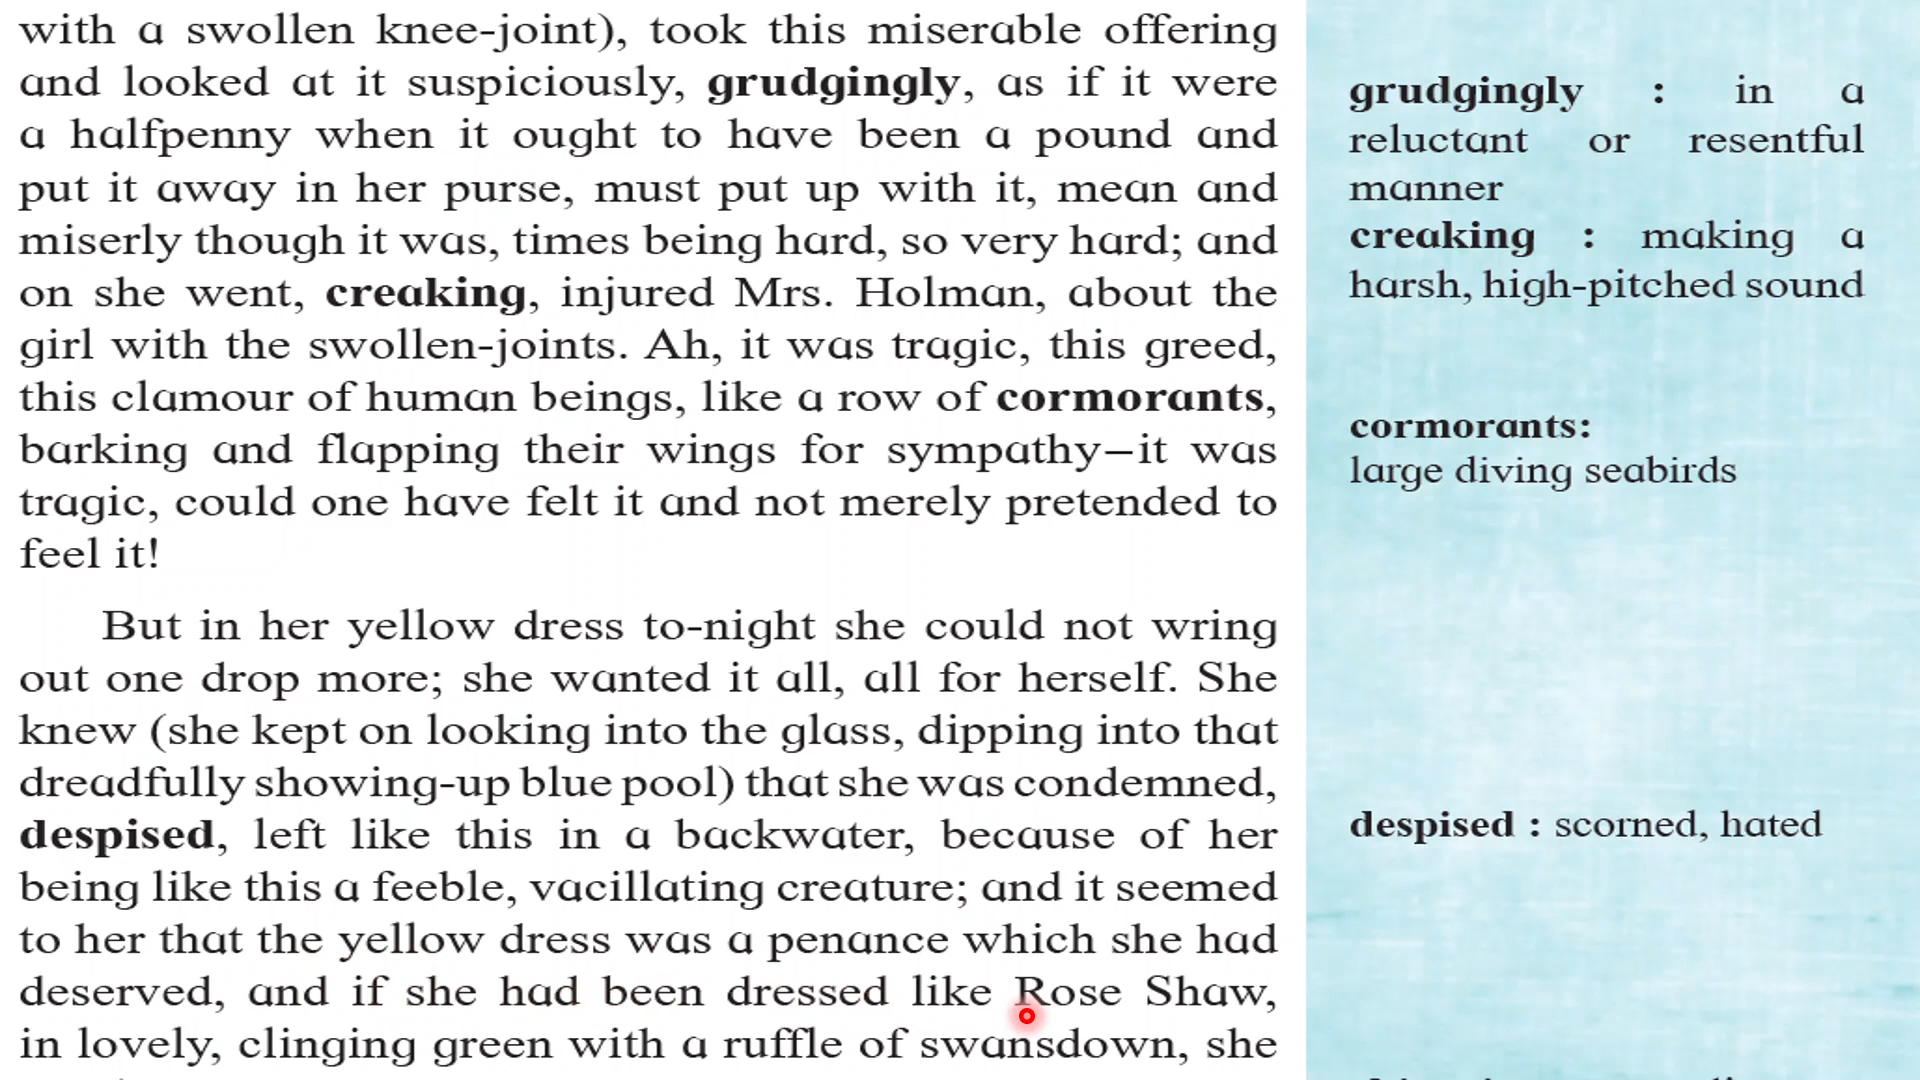 with a swollen knee-joint), took this miserable offering
and looked at it suspiciously, grudgingly, as if it were
a halfpenny when it ought to have been a pound and
put it away in her purse, must put up with it, mean and
miserly though it was, times being hard, so very hard; and
on she went, creaking, injured Mrs. Holman, about the
girl with the swollen-joints. Ah, it was tragic, this greed,
this clamour of human beings, like a row of cormorants,
barking and flapping their wings for sympathy—it was
tragic, could one have felt it and not merely pretended to
feel it!
But in her yellow dress to-night she could not wring
out one drop more; she wanted it all, all for herself. She
knew (she kept on looking into the glass, dipping into that
dreadfully showing-up blue pool) that she was condemned,
despised, left like this in a backwater, because of her
being like this a feeble, vacillating creature; and it seemed
to her that the yellow dress was a penance which she had
deserved, and if she had been dressed like Rose Shaw,
in lovely, clinging green with a ruffle of swansdown, she
grudgingly : in a
reluctant or resentful
manner
creaking : making a
harsh, high-pitched sound
cormorants:
large diving seabirds
despised : scorned, hated